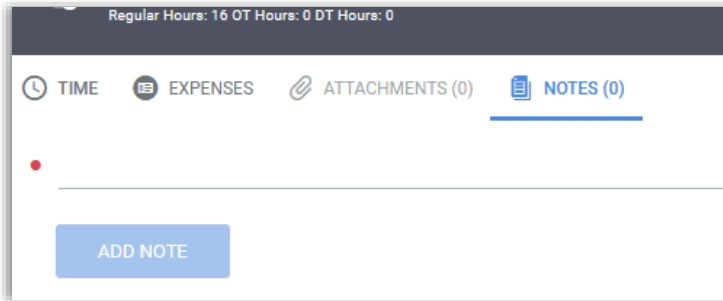 Regular Hours: 16 OT Hours: 0 DT Hours: 0
TIME EXPENSES ATTACHMENTS (0) NOTES (0)
ADD NOTE